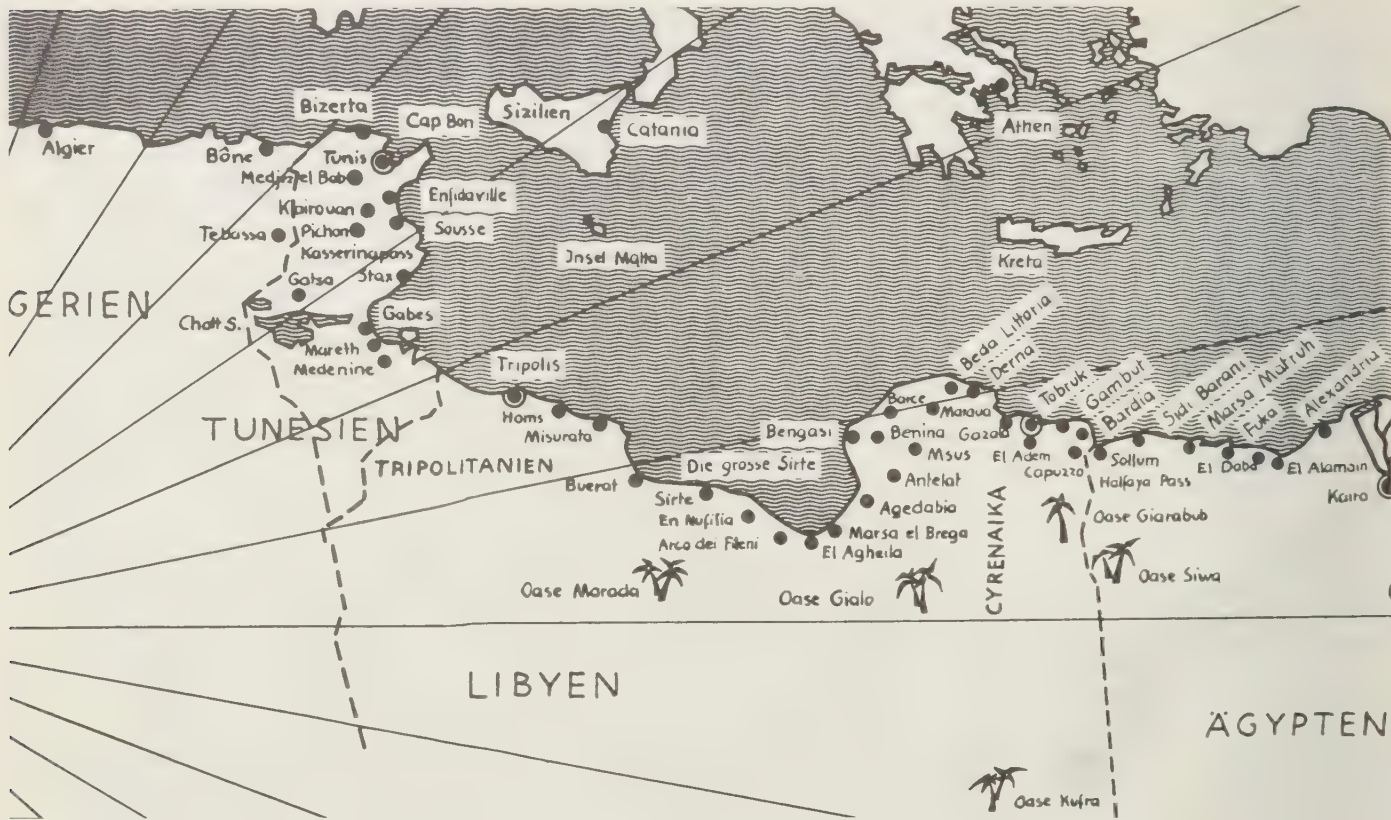 Bizerta
Cap Bon
Sizilien
Catania
Athen
Algier
Bône
Tunis
Medjiz el Bab
Enfidaville
Kairouan
Sousse
Tebassa
Pichon
Kasserinapass
Insel Malta
Kreta
Gatsa
Sfax
GERIEN
Chott S.
Gabes
Mareth
Medenine
Tripolis
Beda Littoria
Derna
Tobruk
Gambut
Bardia
Sidi Barani
Marsa Matruh
Fuka
Alexandria
TUNESIEN
Homs
Misurata
Barce
Marava
Bengasi
Benina
Gazala
TRIPOLITANIEN
Die grosse Sirte
Msus
El Adem
Capuzzo
Sollum
Halfaya Pass
El Daba
El Alamain
Kairo
Buerat
Sirte
Antelat
En Nufilia
Agedabia
Oase Giarabub
Arco dei Fileni
Marsa el Brega
El Agheila
CYRENAIKA
Oase Marada
Oase Gialo
Oase Siwa
LIBYEN
ÄGYPTEN
Oase Kufra